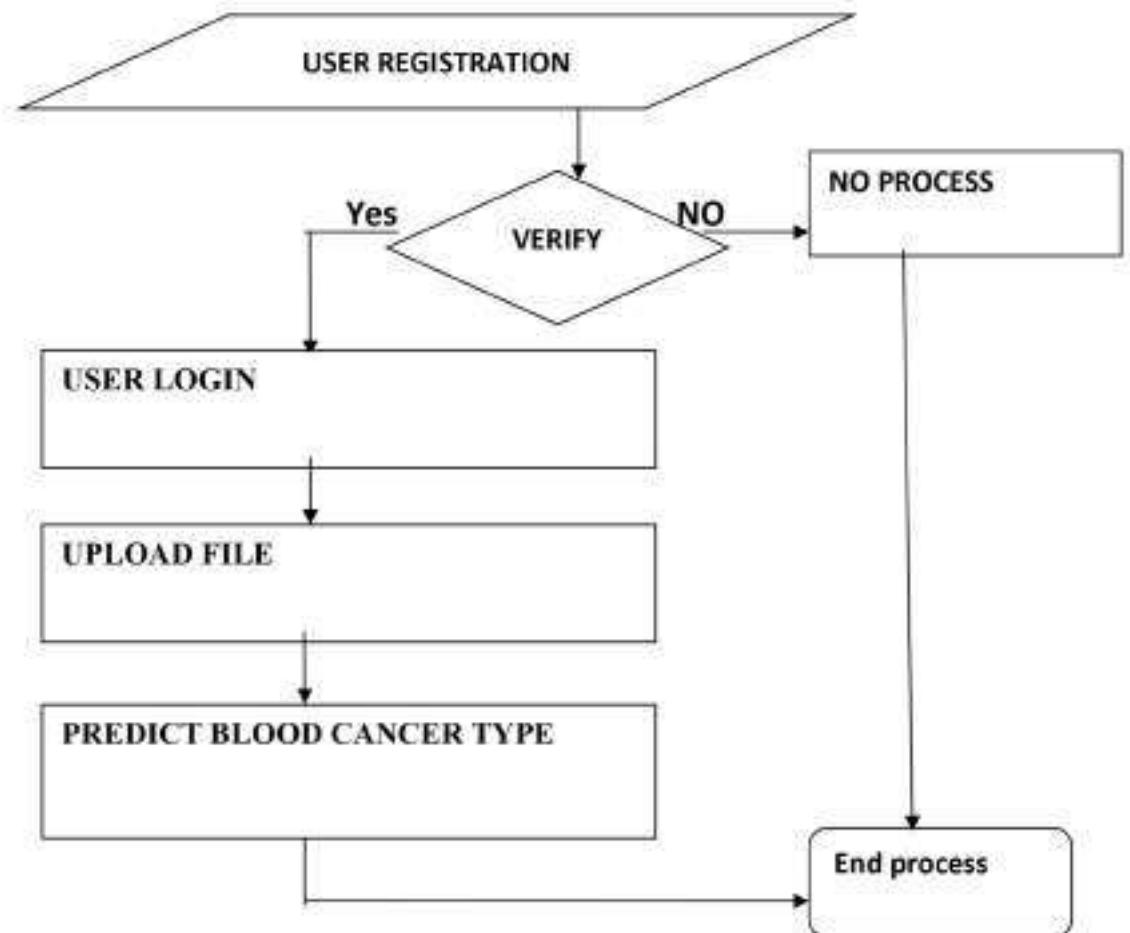 USER REGISTRATION
NO PROCESS
Yes
NO
VERIFY
USER LOGIN
UPLOAD FILE
PREDICT BLOOD CANCER TYPE
End process